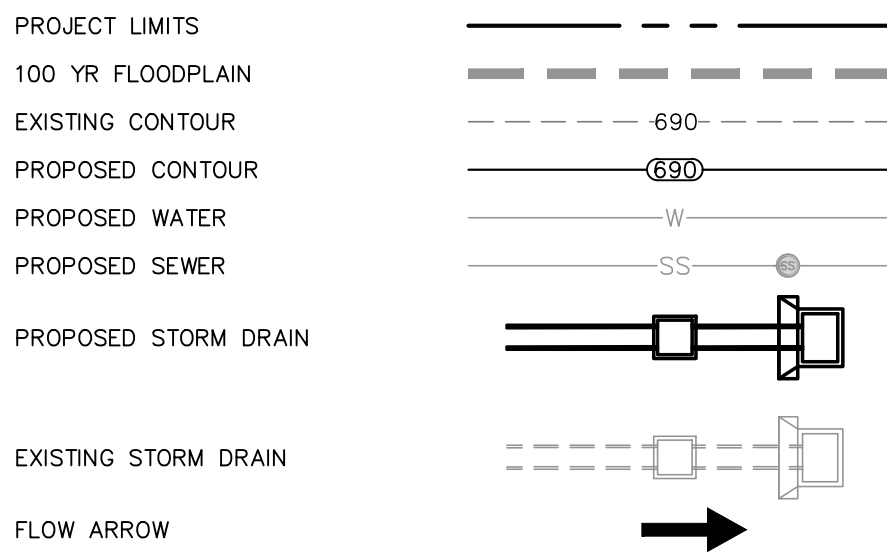 PROJECT LIMITS
100 YR FLOODPLAIN
EXISTING CONTOUR 690
PROPOSED CONTOUR 690
PROPOSED WATER W
PROPOSED SEWER SS SS
PROPOSED STORM DRAIN
EXISTING STORM DRAIN
FLOW ARROW